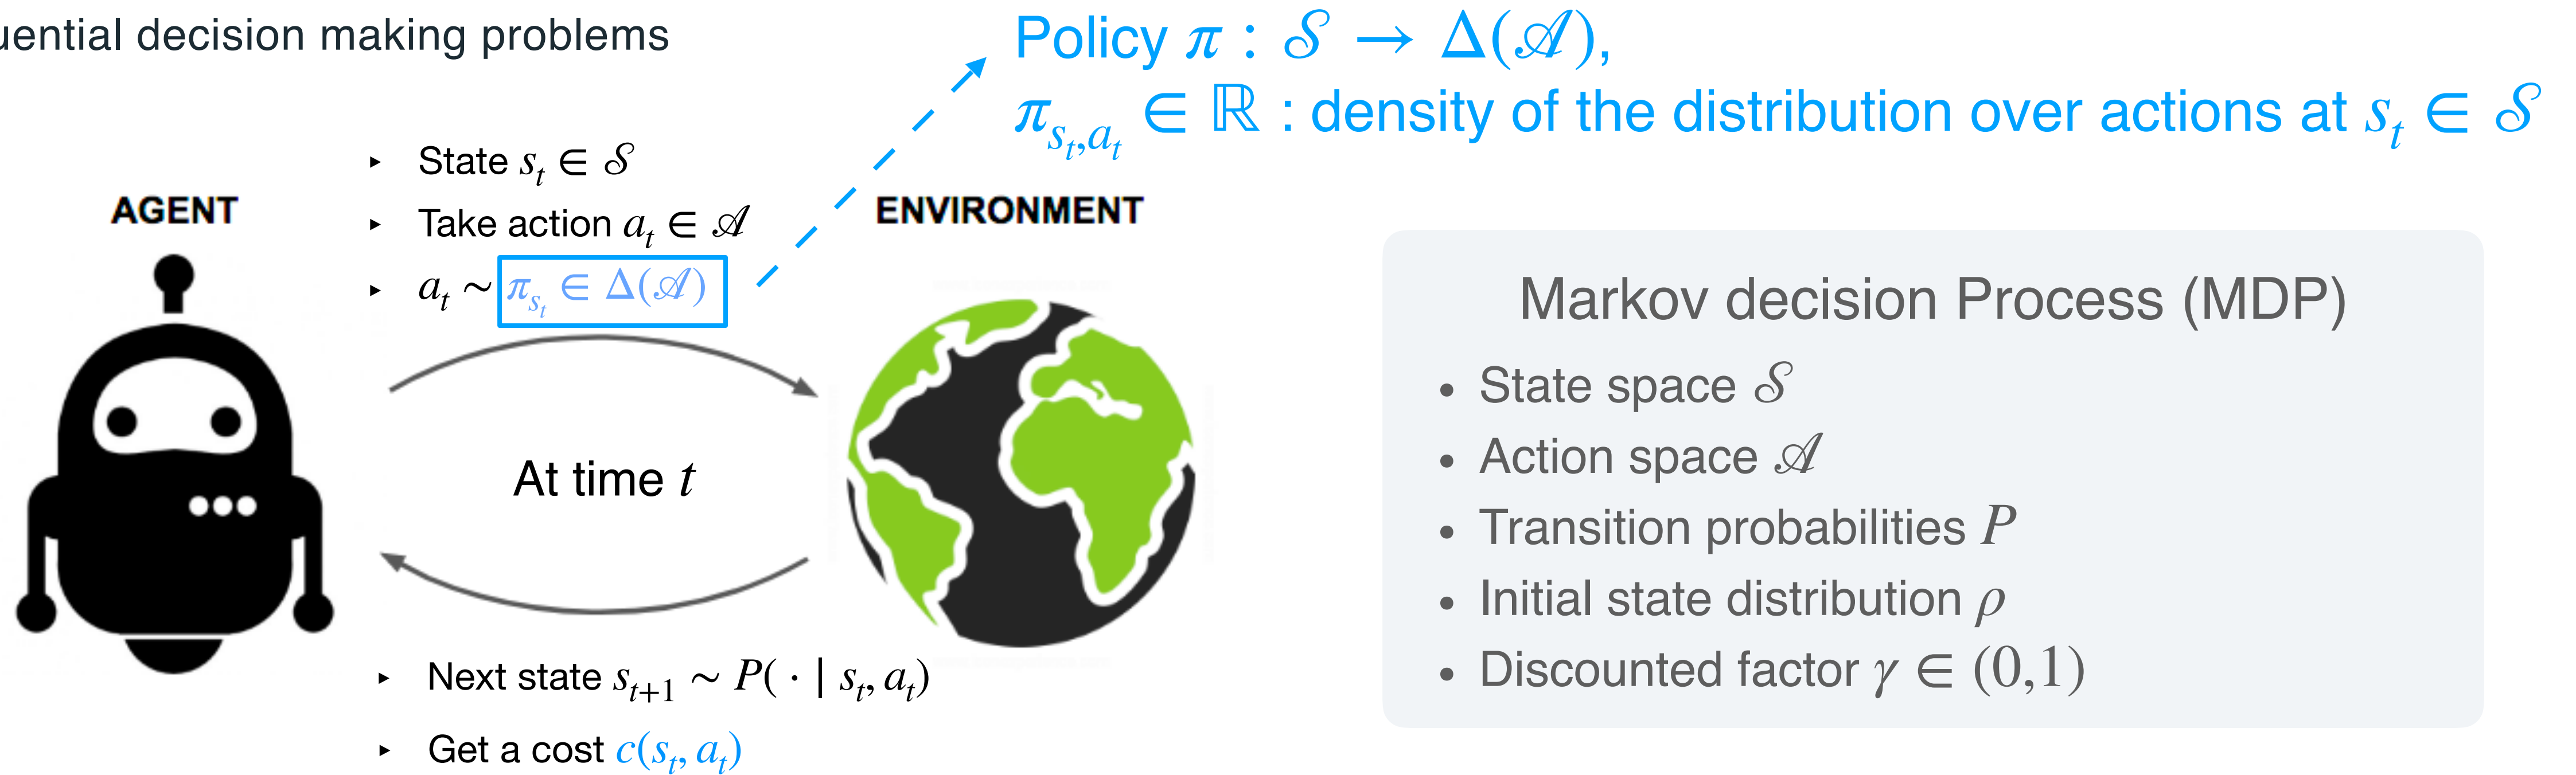 uential decision making problems
Policy π : 𝒮 → Δ(𝒜),
π_{s_t,a_t} ∈ ℝ : density of the distribution over actions at s_t ∈ 𝒮
▸ State s_t ∈ 𝒮
▸ Take action a_t ∈ 𝒜
▸ a_t ~ π_{s_t} ∈ Δ(𝒜)
AGENT
ENVIRONMENT
At time t
▸ Next state s_{t+1} ~ P( · | s_t, a_t)
▸ Get a cost c(s_t, a_t)
Markov decision Process (MDP)
• State space 𝒮
• Action space 𝒜
• Transition probabilities P
• Initial state distribution ρ
• Discounted factor γ ∈ (0,1)